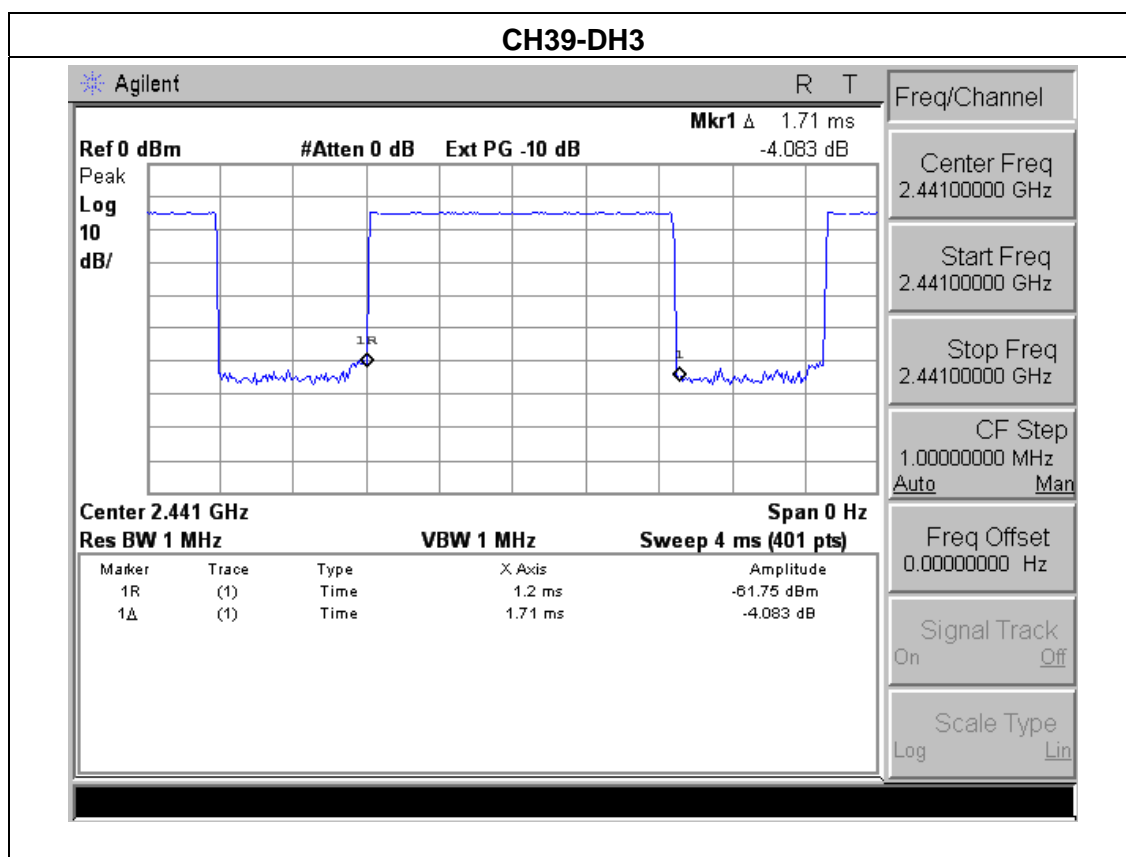 CH39-DH3
Agilent R T
Mkr1 Δ 1.71 ms
Ref 0 dBm #Atten 0 dB Ext PG -10 dB -4.083 dB
Peak
Log
10
dB/
1R
1
Center 2.441 GHz Span 0 Hz
Res BW 1 MHz VBW 1 MHz Sweep 4 ms (401 pts)
Marker Trace Type X Axis Amplitude
1R (1) Time 1.2 ms -61.75 dBm
1Δ (1) Time 1.71 ms -4.083 dB
Freq/Channel
Center Freq
2.44100000 GHz
Start Freq
2.44100000 GHz
Stop Freq
2.44100000 GHz
CF Step
1.00000000 MHz
Auto Man
Freq Offset
0.00000000 Hz
Signal Track
On Off
Scale Type
Log Lin